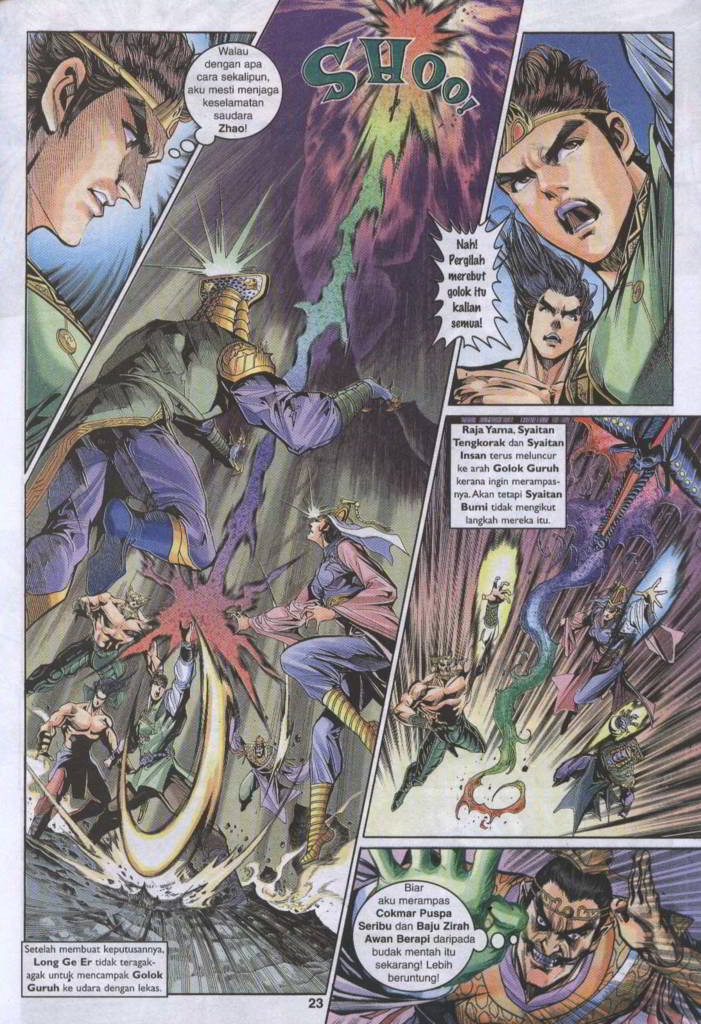 Walau
dengan apa
cara sekalipun,
aku mesti menjaga
keselamatan
saudara
Zhao!
SHOO!
Nah!
Pergilah
merebut
golok itu
kalian
semua!
Raja Yama, Syaitan
Tengkorak dan Syaitan
Insan terus meluncur
ke arah Golok Guruh
kerana ingin merampas-
nya. Akan tetapi Syaitan
Bumi tidak mengikut
langkah mereka itu.
Setelah membuat keputusannya,
Long Ge Er tidak teragak-
agak untuk mencampak Golok
Guruh ke udara dengan lekas.
Biar
aku merampas
Cokmar Puspa
Seribu dan Baju Zirah
Awan Berapi daripada
budak mentah itu
sekarang! Lebih
beruntung!
23